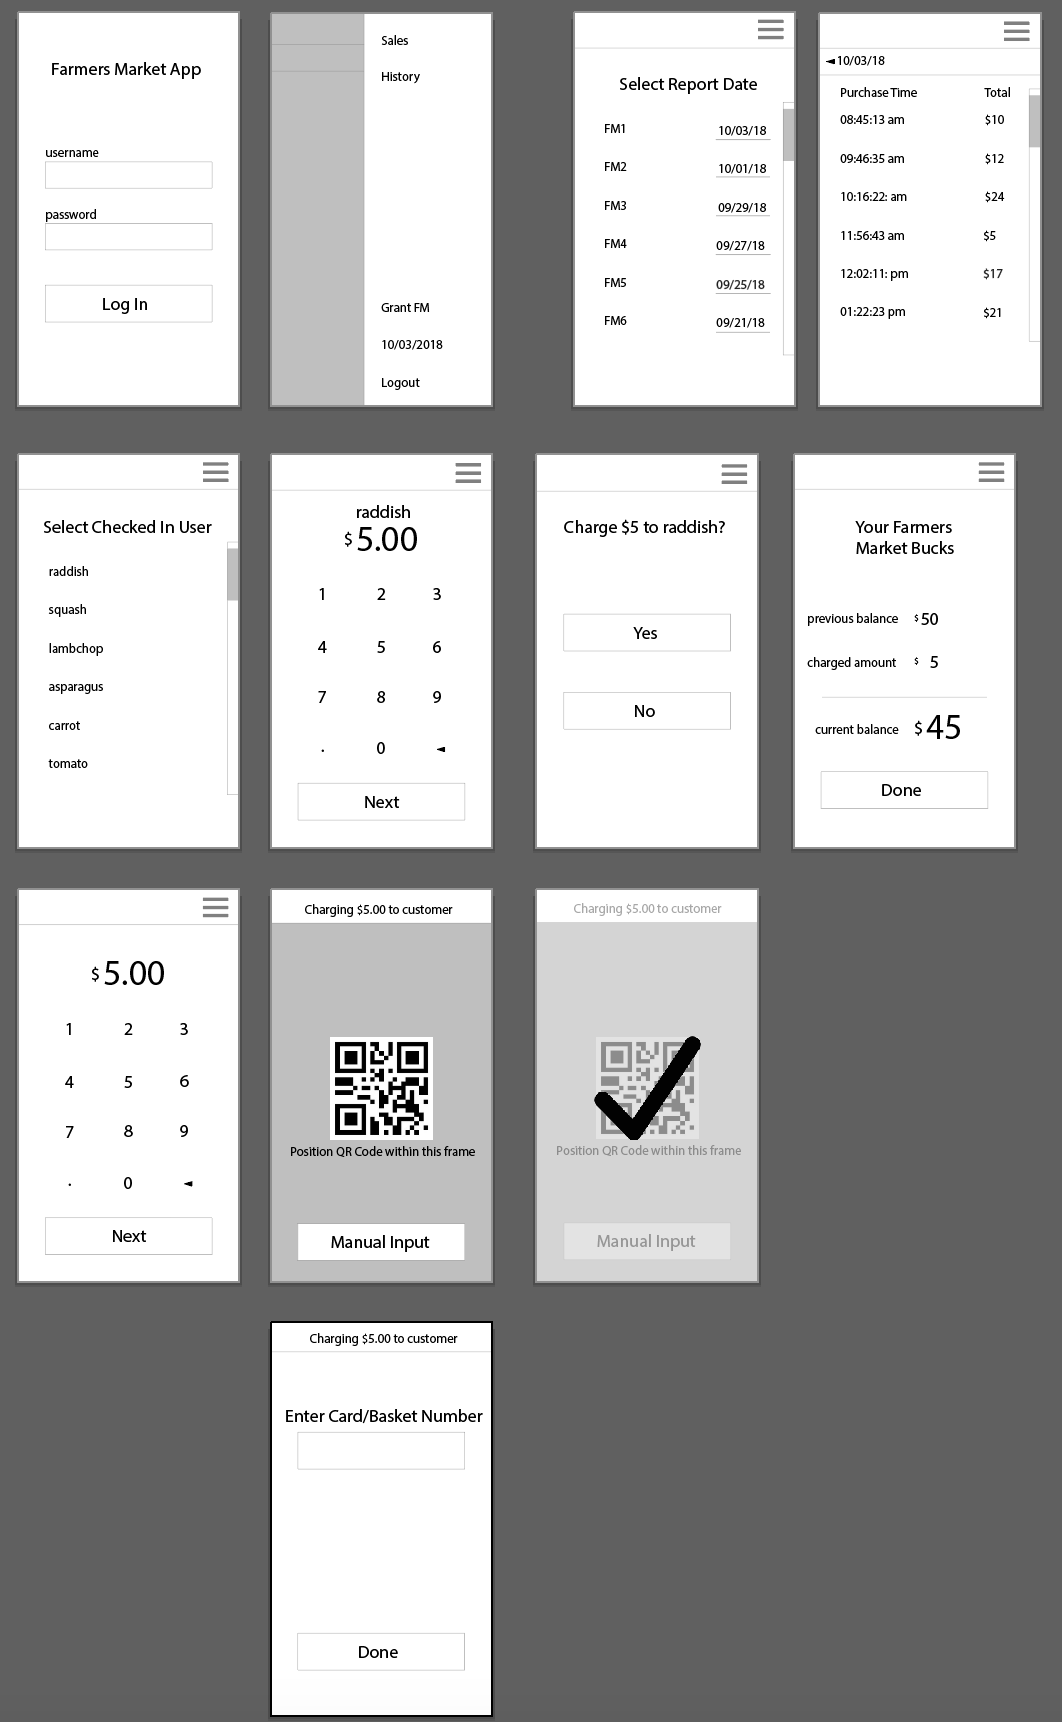 Farmers Market App
username
password
Log In
Sales
History
Grant FM
10/03/2018
Logout
Select Report Date
FM1 10/03/18
FM2 10/01/18
FM3 09/29/18
FM4 09/27/18
FM5 09/25/18
FM6 09/21/18
◄10/03/18
Purchase Time Total
08:45:13 am $10
09:46:35 am $12
10:16:22: am $24
11:56:43 am $5
12:02:11: pm $17
01:22:23 pm $21
Select Checked In User
raddish
squash
lambchop
asparagus
carrot
tomato
raddish
$5.00
1 2 3
4 5 6
7 8 9
. 0 ◄
Next
Charge $5 to raddish?
Yes
No
Your Farmers
Market Bucks
previous balance $50
charged amount $ 5
current balance $45
Done
$5.00
1 2 3
4 5 6
7 8 9
. 0 ◄
Next
Charging $5.00 to customer
Position QR Code within this frame
Manual Input
Charging $5.00 to customer
Position QR Code within this frame
Manual Input
Charging $5.00 to customer
Enter Card/Basket Number
Done